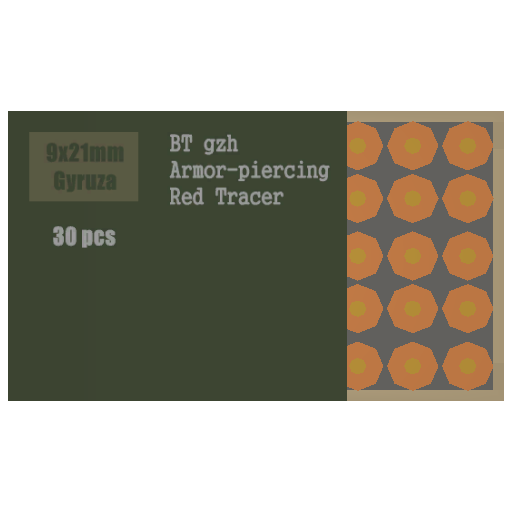 9x21mm
Gyruza
30 pcs
BT gzh
Armor-piercing
Red Tracer